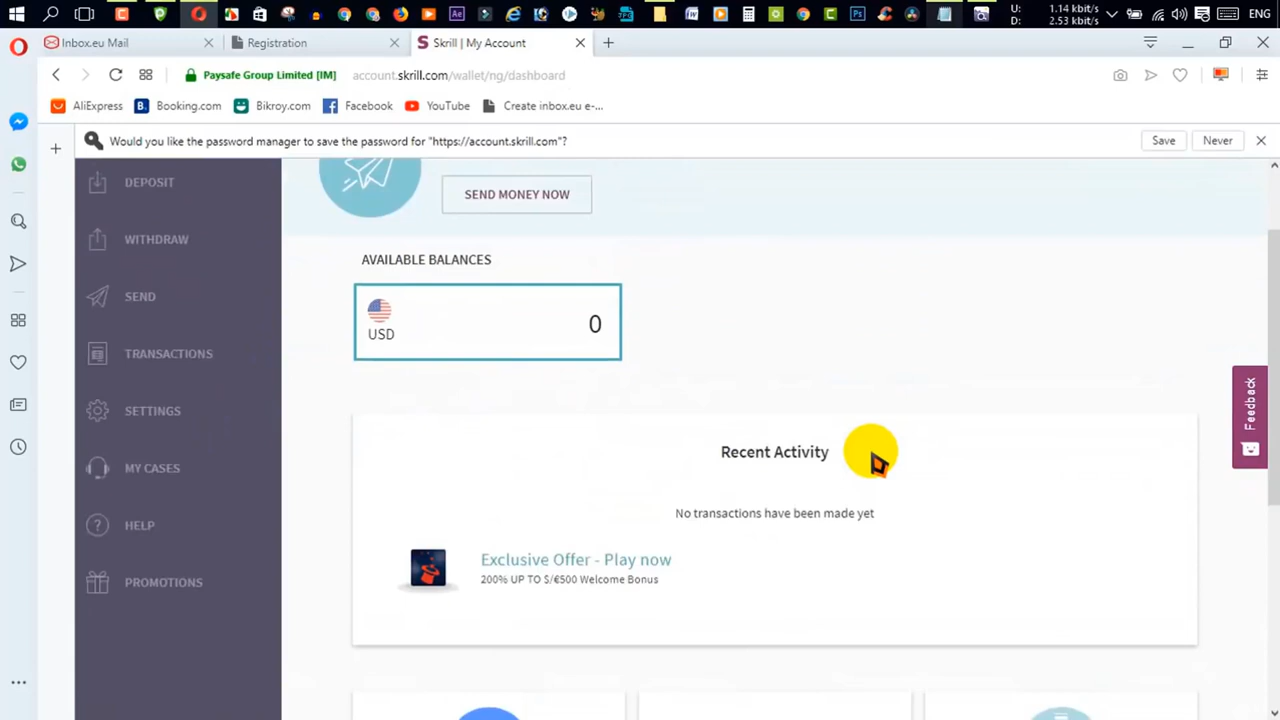 U: 1.14 kbit/s
D: 2.53 kbit/s
ENG
Inbox.eu Mail
Registration
Skrill | My Account
Paysafe Group Limited [IM] account.skrill.com/wallet/ng/dashboard
AliExpress
Booking.com
Bikroy.com
Facebook
YouTube
Create inbox.eu e-...
Would you like the password manager to save the password for "https://account.skrill.com"?
Save
Never
DEPOSIT
WITHDRAW
SEND
TRANSACTIONS
SETTINGS
MY CASES
HELP
PROMOTIONS
SEND MONEY NOW
AVAILABLE BALANCES
USD
0
Recent Activity
No transactions have been made yet
Exclusive Offer - Play now
200% UP TO $/€500 Welcome Bonus
Feedback